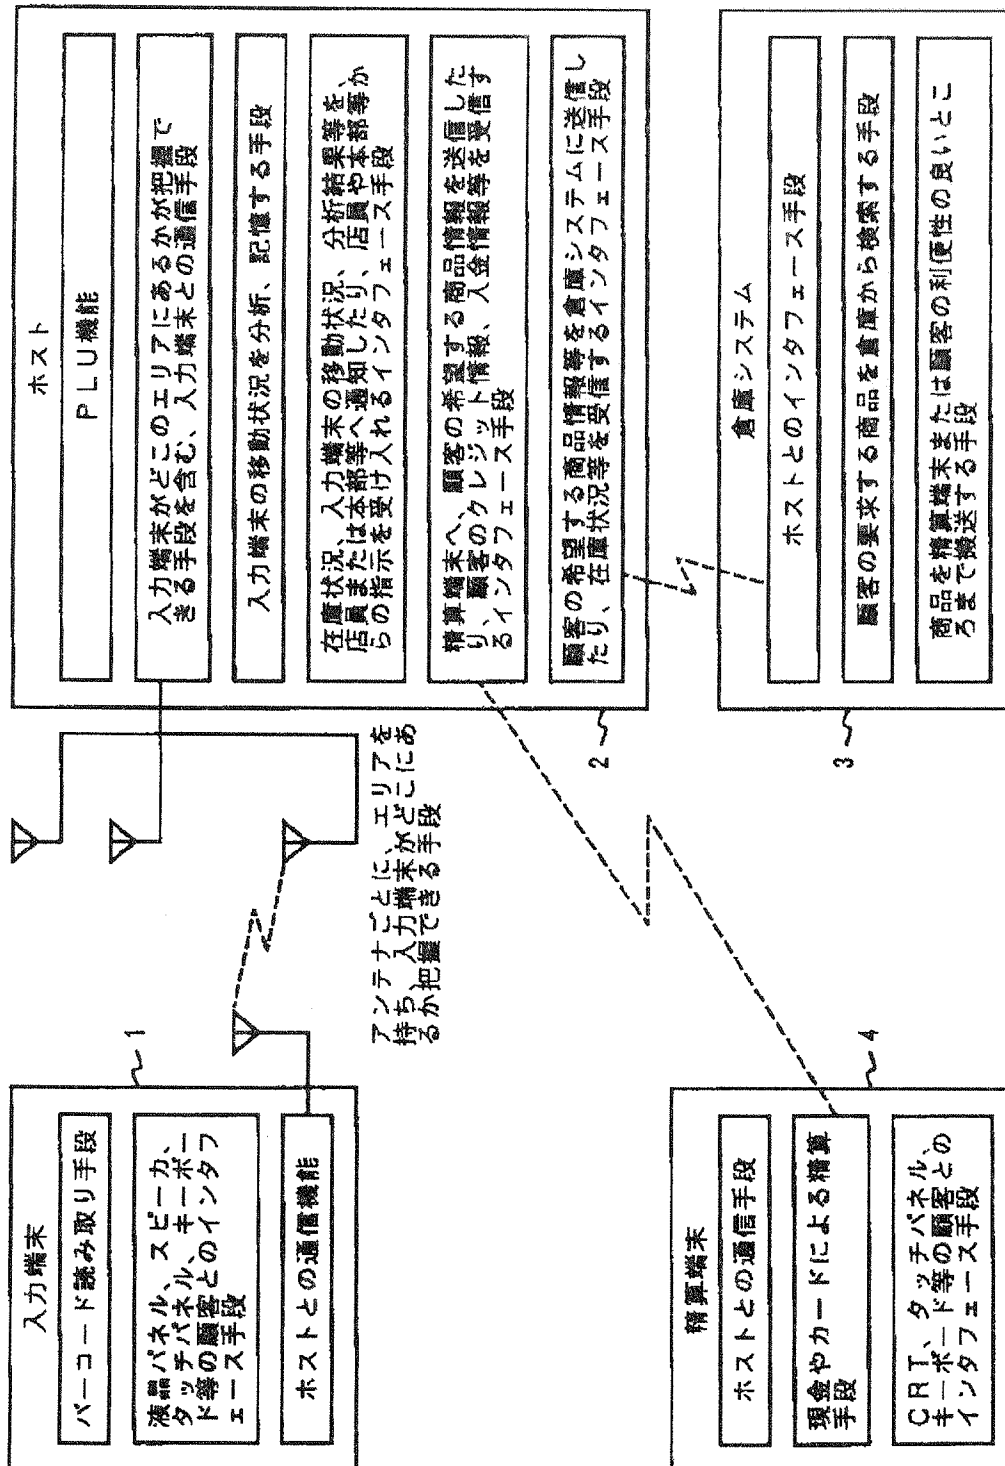 入力端末
バーコード読み取り手段
液晶パネル、スピーカ、
タッチパネル、キーボー
ド等の顧客とのインタフ
ェース手段
ホストとの通信機能
1
アンテナごとに、エリアを
持ち、入力端末がどこにあ
るか把握できる手段
ホスト
PLU機能
入力端末がどこのエリアにあるかが把握で
きる手段を含む、入力端末との通信手段
入力端末の移動状況を分析、記憶する手段
在庫状況、入力端末の移動状況、分析結果等を、
店員または本部等へ通知したり、店員や本部等か
らの指示を受け入れるインタフェース手段
精算端末へ、顧客の希望する商品情報を送信した
り、顧客のクレジット情報、入金情報等を受信す
るインタフェース手段
顧客の希望する商品情報等を倉庫システムに送信し
たり、在庫状況等を受信するインタフェース手段
2
精算端末
ホストとの通信手段
現金やカードによる精算
手段
CRT、タッチパネル、
キーボード等の顧客との
インタフェース手段
4
倉庫システム
ホストとのインタフェース手段
顧客の要求する商品を倉庫から検索する手段
商品を精算端末または顧客の利便性の良いとこ
ろまで搬送する手段
3